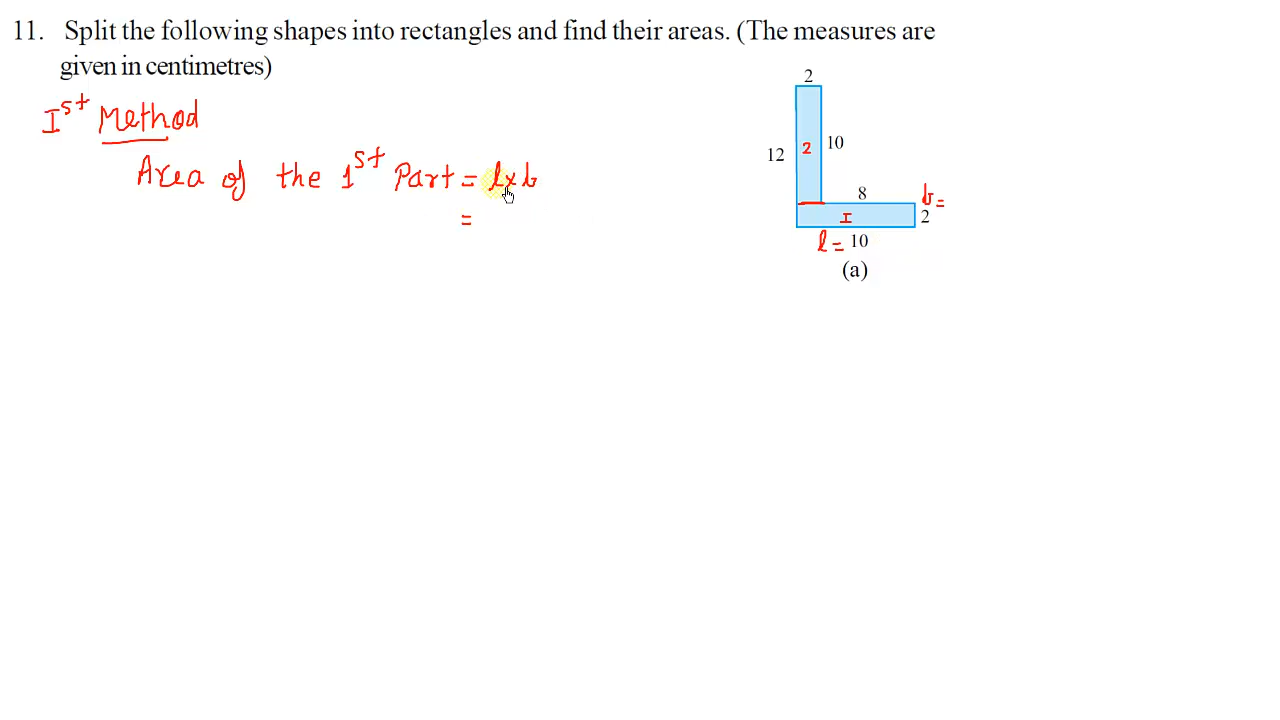 11. Split the following shapes into rectangles and find their areas. (The measures are
given in centimetres)
Ist Method
Area of the 1st Part = l×b
=
2
12
2
10
8
b =
2
I
l = 10
(a)